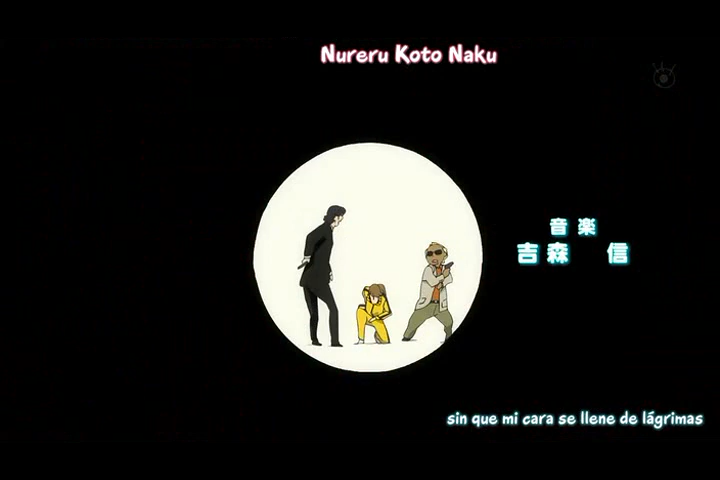 Nureru Koto Naku
音楽
吉森 信
sin que mi cara se llene de lágrimas